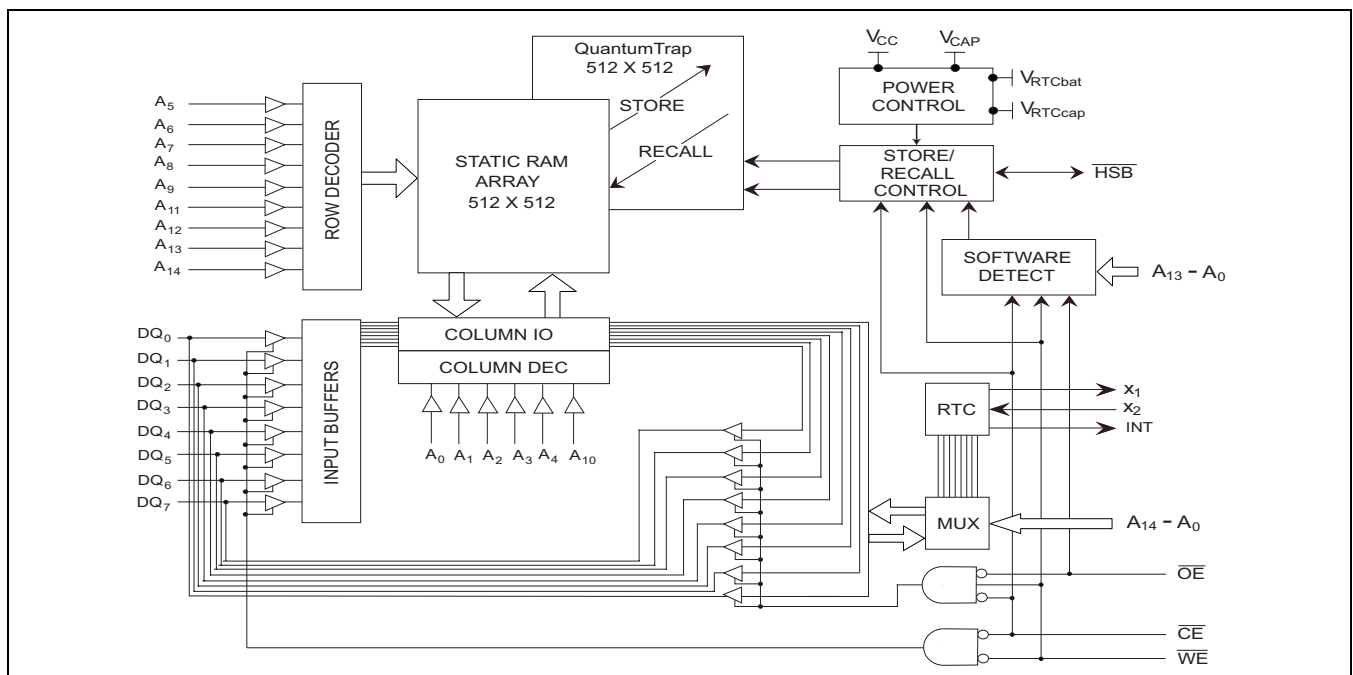 QuantumTrap
512 X 512
STORE
RECALL
STATIC RAM
ARRAY
512 X 512
A5
A6
A7
A8
A9
A11
A12
A13
A14
ROW DECODER
VCC
VCAP
POWER
CONTROL
VRTCbat
VRTCcap
STORE/
RECALL
CONTROL
HSB
SOFTWARE
DETECT
A13 – A0
DQ0
DQ1
DQ2
DQ3
DQ4
DQ5
DQ6
DQ7
INPUT BUFFERS
COLUMN IO
COLUMN DEC
A0
A1
A2
A3
A4
A10
RTC
x1
x2
INT
MUX
A14 – A0
OE
CE
WE